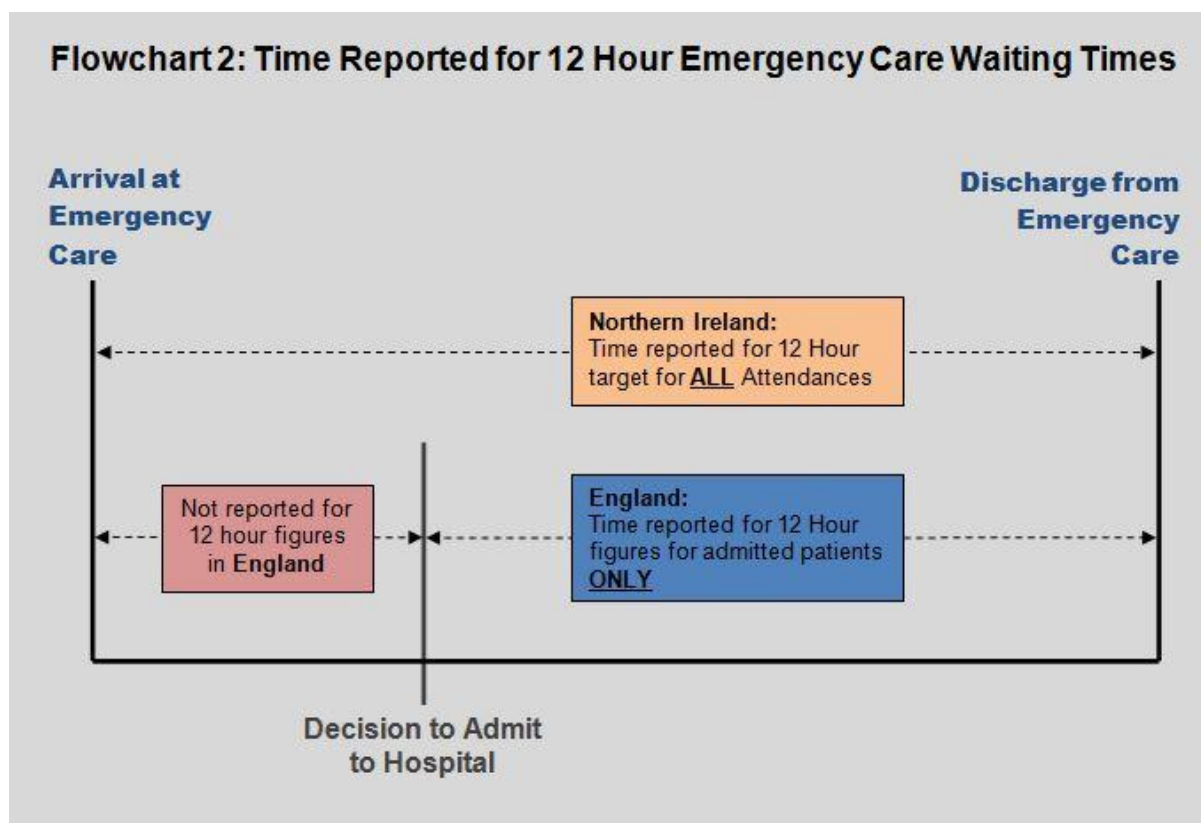 Flowchart 2: Time Reported for 12 Hour Emergency Care Waiting Times
Arrival at
Emergency
Care
Discharge from
Emergency
Care
Northern Ireland:
Time reported for 12 Hour
target for ALL Attendances
Not reported for
12 hour figures
in England
England:
Time reported for 12 Hour
figures for admitted patients
ONLY
Decision to Admit
to Hospital